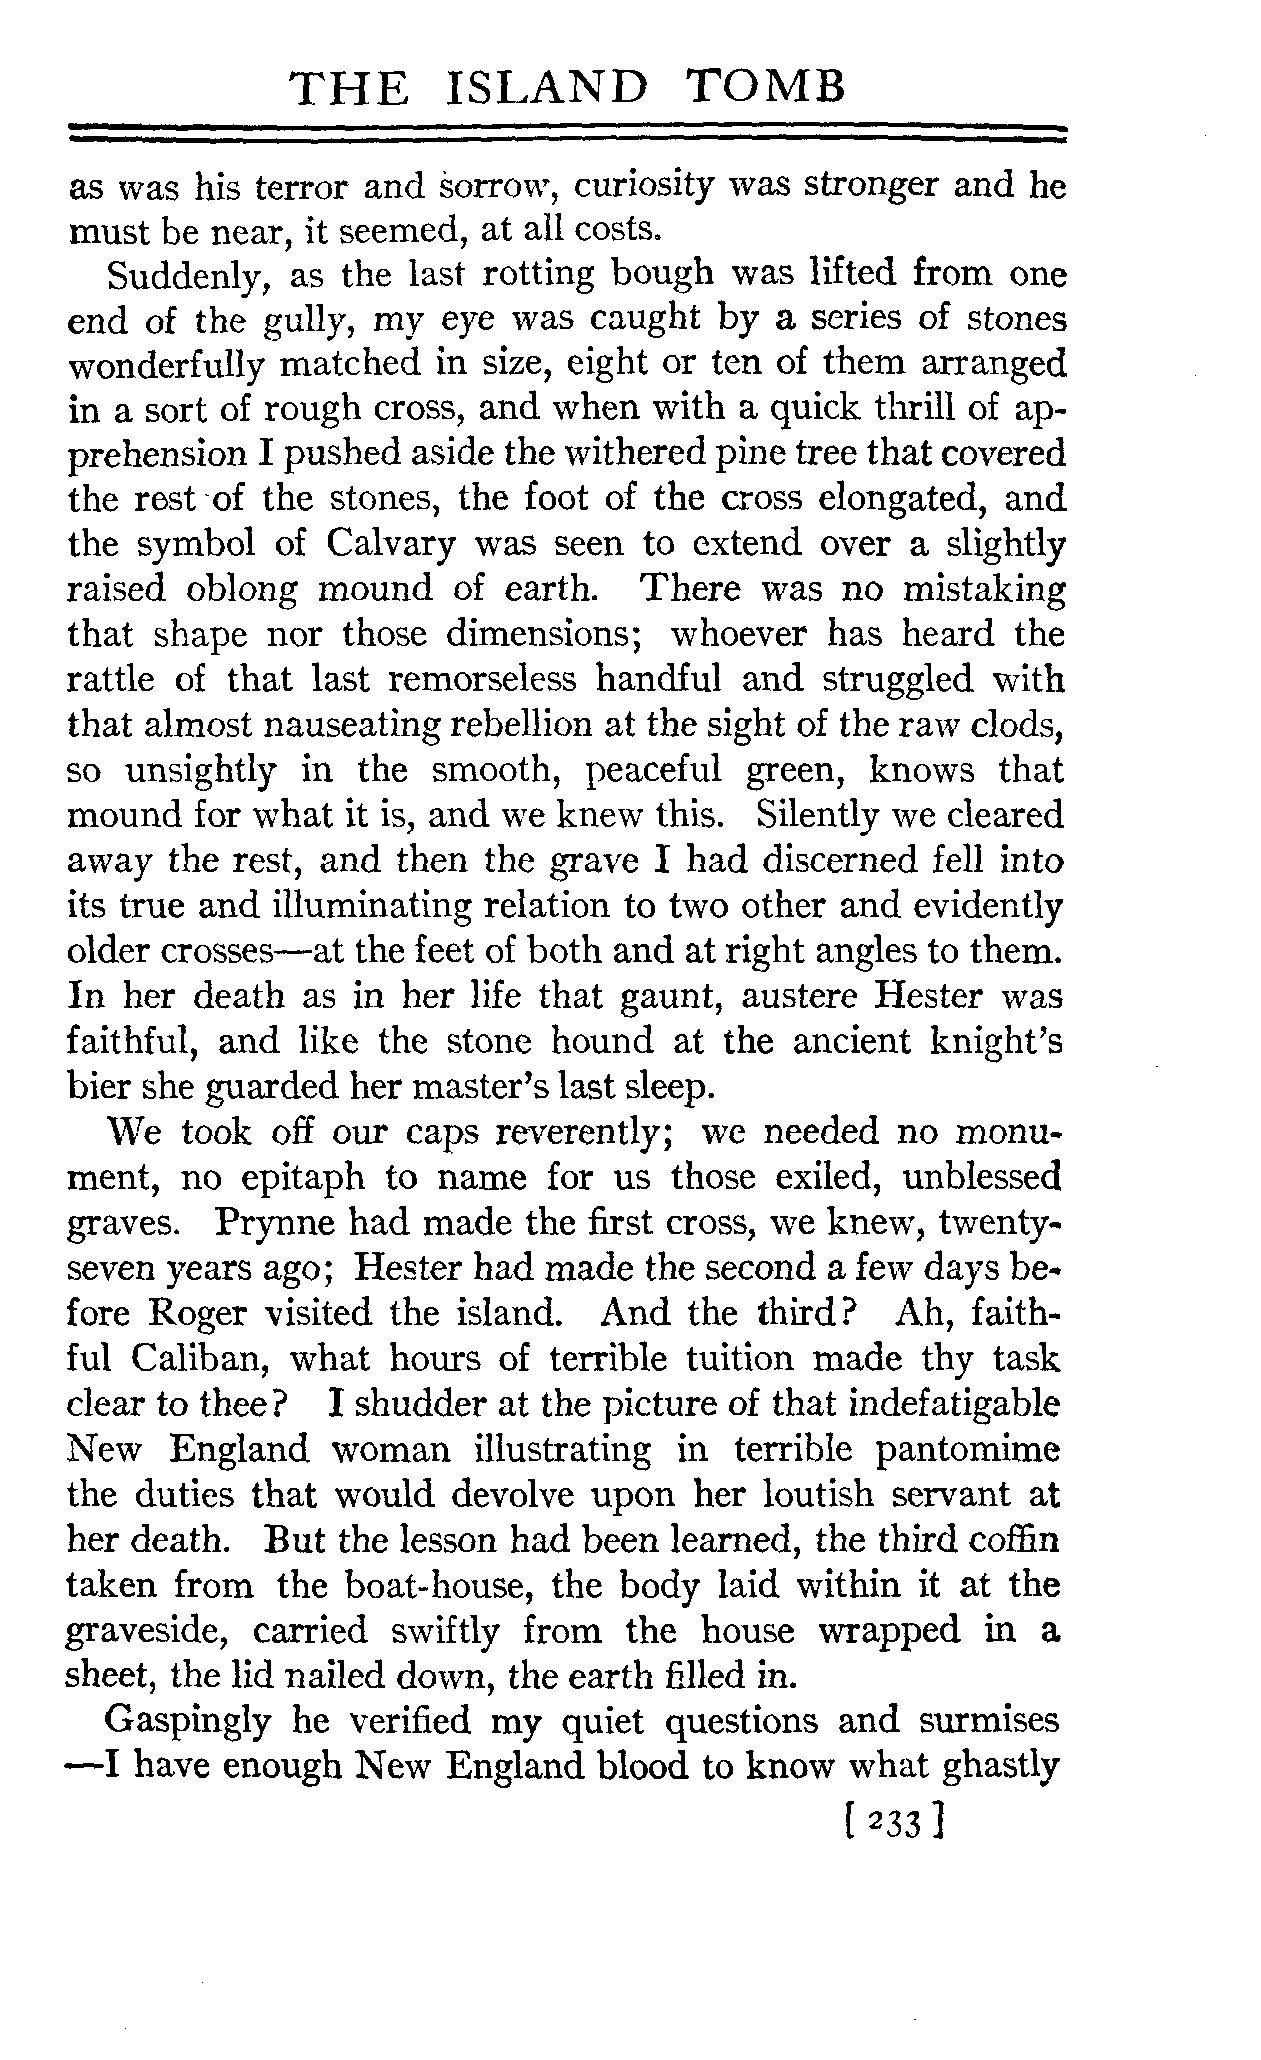 THE ISLAND TOMB
as was his terror and sorrow, curiosity was stronger and he
must be near, it seemed, at all costs.
Suddenly, as the last rotting bough was lifted from one
end of the gully, my eye was caught by a series of stones
wonderfully matched in size, eight or ten of them arranged
in a sort of rough cross, and when with a quick thrill of ap-
prehension I pushed aside the withered pine tree that covered
the rest of the stones, the foot of the cross elongated, and
the symbol of Calvary was seen to extend over a slightly
raised oblong mound of earth. There was no mistaking
that shape nor those dimensions; whoever has heard the
rattle of that last remorseless handful and struggled with
that almost nauseating rebellion at the sight of the raw clods,
so unsightly in the smooth, peaceful green, knows that
mound for what it is, and we knew this. Silently we cleared
away the rest, and then the grave I had discerned fell into
its true and illuminating relation to two other and evidently
older crosses—at the feet of both and at right angles to them.
In her death as in her life that gaunt, austere Hester was
faithful, and like the stone hound at the ancient knight's
bier she guarded her master's last sleep.
We took off our caps reverently; we needed no monu-
ment, no epitaph to name for us those exiled, unblessed
graves. Prynne had made the first cross, we knew, twenty-
seven years ago; Hester had made the second a few days be-
fore Roger visited the island. And the third? Ah, faith-
ful Caliban, what hours of terrible tuition made thy task
clear to thee? I shudder at the picture of that indefatigable
New England woman illustrating in terrible pantomime
the duties that would devolve upon her loutish servant at
her death. But the lesson had been learned, the third coffin
taken from the boat-house, the body laid within it at the
graveside, carried swiftly from the house wrapped in a
sheet, the lid nailed down, the earth filled in.
Gaspingly he verified my quiet questions and surmises
—I have enough New England blood to know what ghastly
[ 233 ]